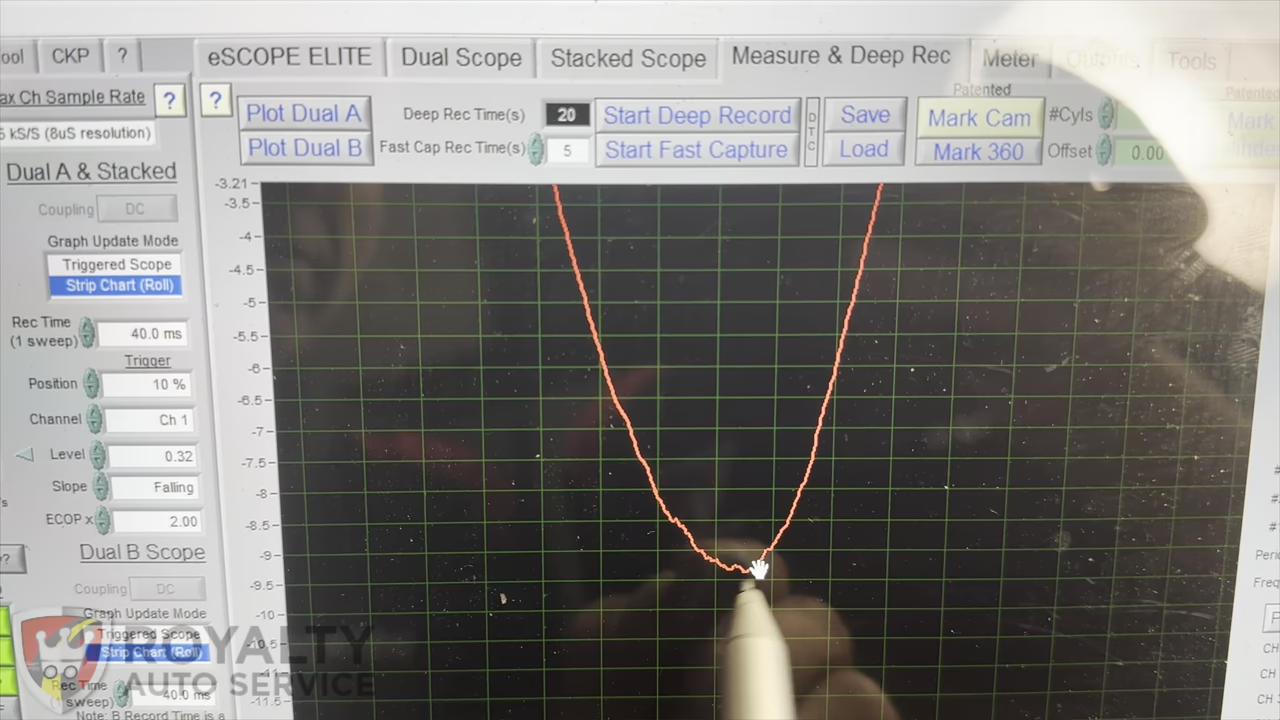 ool CKP ? eSCOPE ELITE Dual Scope Stacked Scope Measure & Deep Rec Meter Outputs Tools
ax Ch Sample Rate ? ?
kS/S (8uS resolution)
Plot Dual A Deep Rec Time(s) 20 Start Deep Record Save
Plot Dual B Fast Cap Rec Time(s) 5 Start Fast Capture Load
DTC
Patented
Mark Cam #Cyls
Mark 360 Offset 0.00
Patented
Mark
Dual A & Stacked
Coupling DC
Graph Update Mode
Triggered Scope
Strip Chart (Roll)
Rec Time
(1 sweep) 40.0 ms
Trigger
Position 10 %
Channel Ch 1
Level 0.32
Slope Falling
ECOP x 2.00
Dual B Scope
Coupling DC
Graph Update Mode
Triggered Scope
Strip Chart (Roll)
Rec Time
sweep) 40.0 ms
Note: B Record Time is a
-3.21
-3.5
-4
-4.5
-5
-5.5
-6
-6.5
-7
-7.5
-8
-8.5
-9
-9.5
-10
-10.5
-11
-11.5
#
#
#
Perio
Freq
CH
CH
CH
ROYALTY
AUTO SERVICE